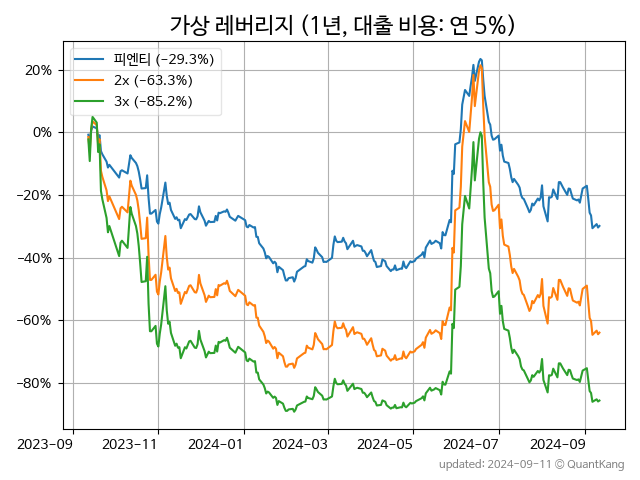 가상 레버리지 (1년, 대출 비용: 연 5%)
피엔티 (-29.3%)
2x (-63.3%)
3x (-85.2%)
20%
0%
-20%
-40%
-60%
-80%
2023-09 2023-11 2024-01 2024-03 2024-05 2024-07 2024-09
updated: 2024-09-11 © QuantKang